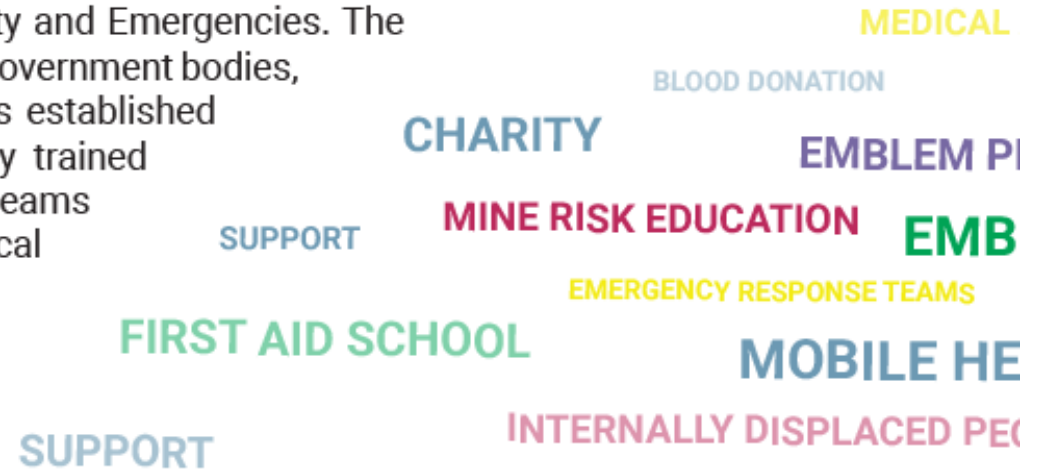 ty and Emergencies. The
overnment bodies,
s established
y trained
eams
cal
MEDICAL
BLOOD DONATION
CHARITY
EMBLEM P
MINE RISK EDUCATION
SUPPORT
EMB
EMERGENCY RESPONSE TEAMS
FIRST AID SCHOOL
MOBILE HE
INTERNALLY DISPLACED PE
SUPPORT